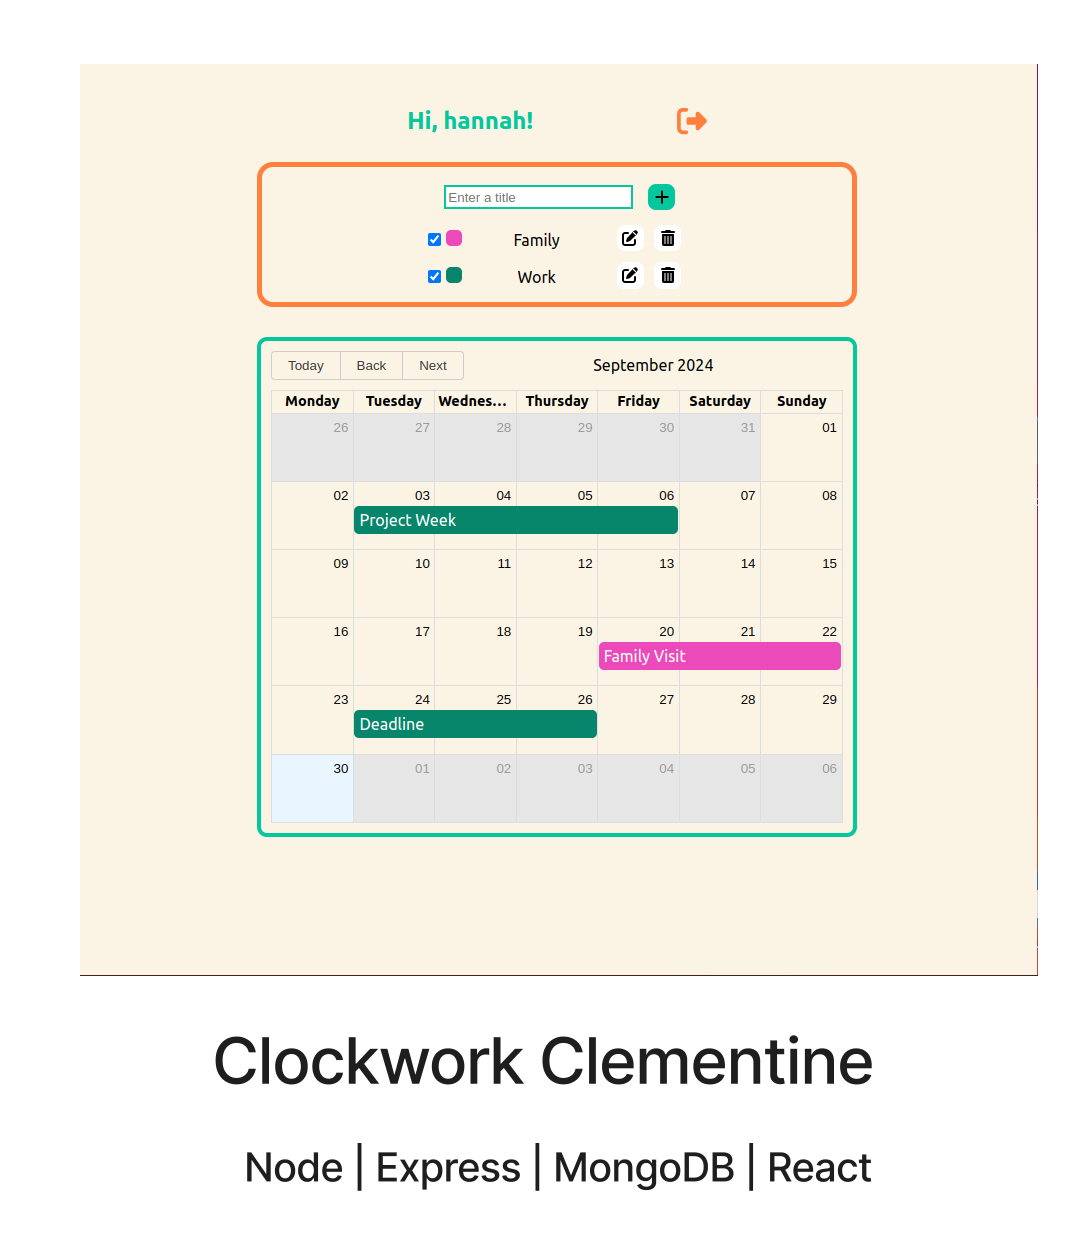 Hi, hannah!
Enter a title
Family
Work
Today Back Next September 2024
Monday Tuesday Wednes... Thursday Friday Saturday Sunday
26 27 28 29 30 31 01
02 03 04 05 06 07 08
Project Week
09 10 11 12 13 14 15
16 17 18 19 20 21 22
Family Visit
23 24 25 26 27 28 29
Deadline
30 01 02 03 04 05 06
Clockwork Clementine
Node | Express | MongoDB | React